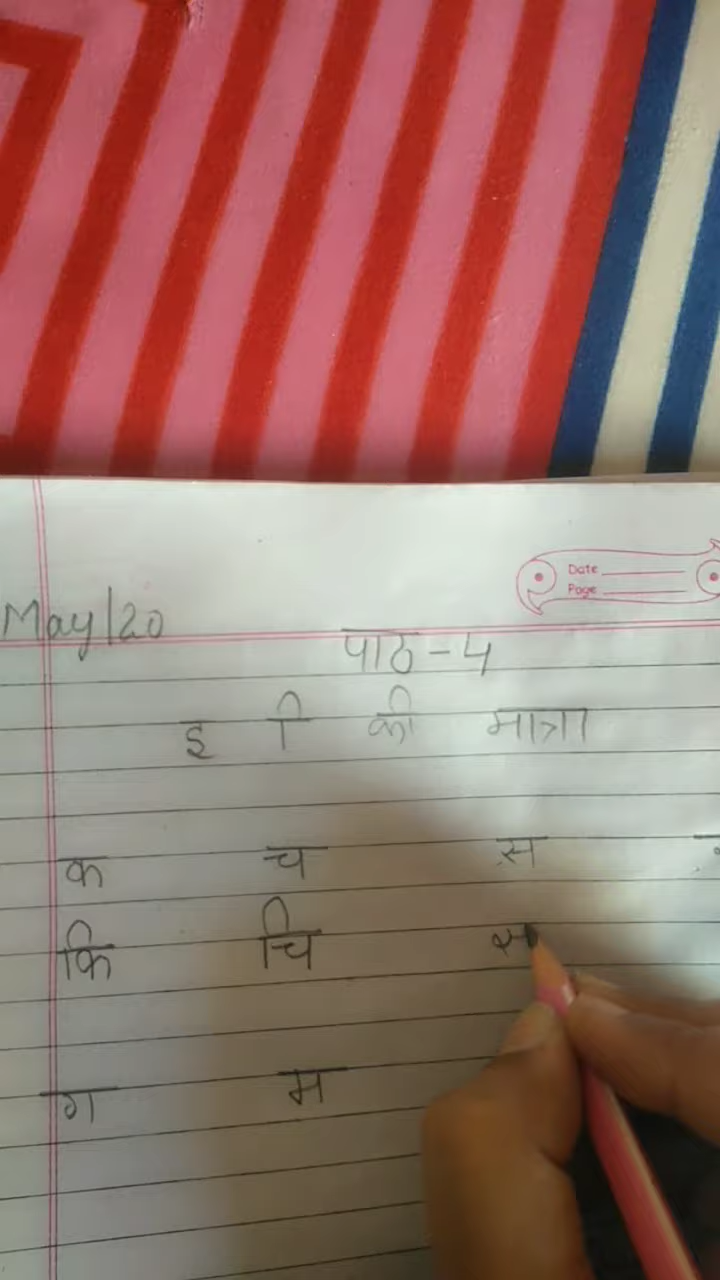 Date
Page
May/20
पाठ - 4
इ ि की मात्रा
क च स
कि चि
ग म